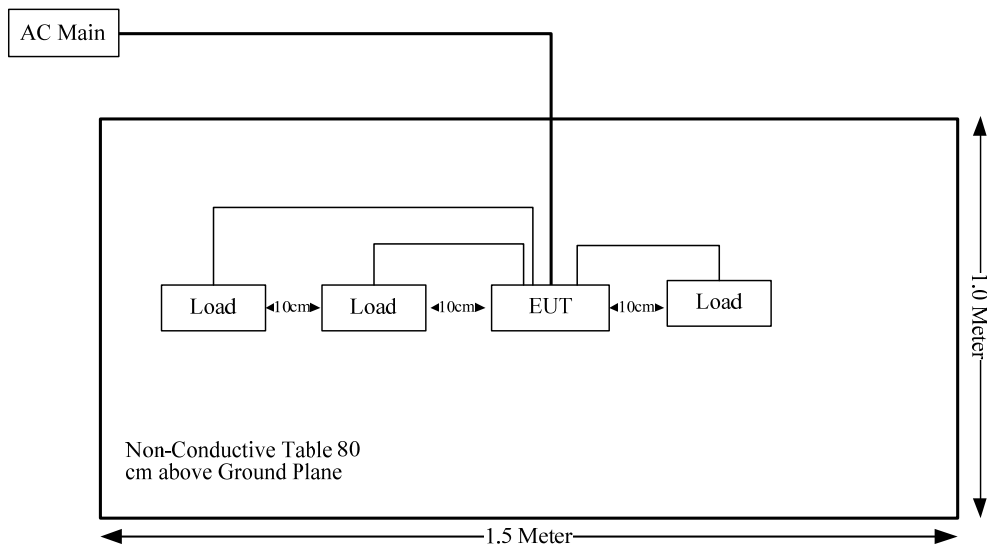 AC Main
Load
10cm
Load
10cm
EUT
10cm
Load
1.0 Meter
Non-Conductive Table 80
cm above Ground Plane
1.5 Meter